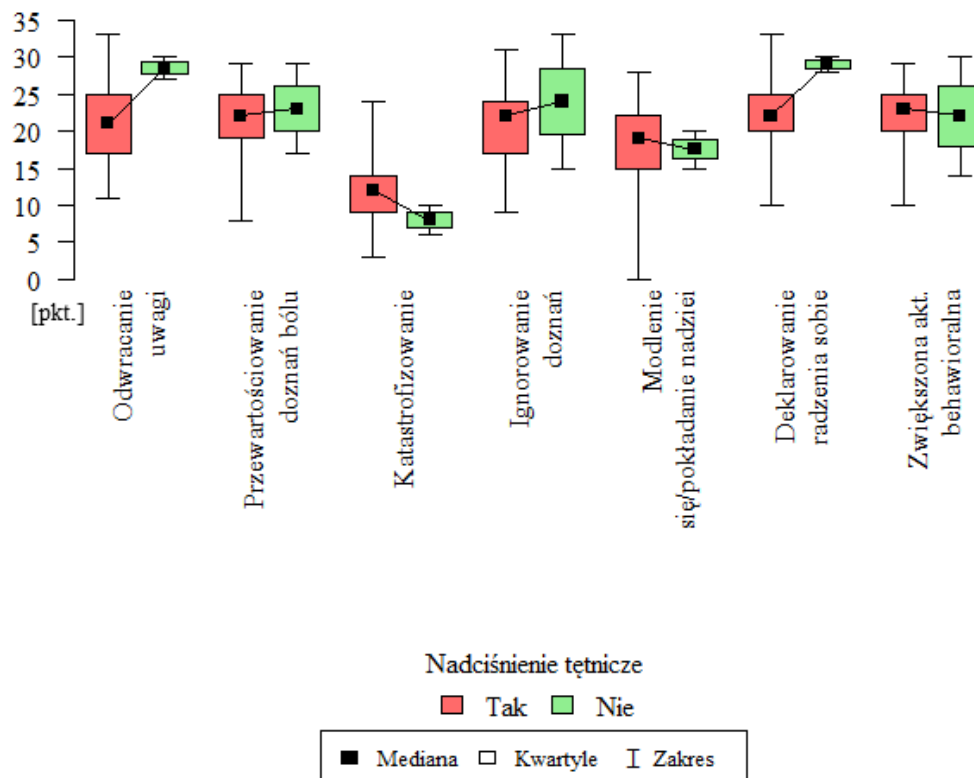 35
30
25
20
15
10
5
0
[pkt.]
Odwracanie
uwagi
Przewartościowanie
doznań bólu
Katastrofizowanie
Ignorowanie
doznań
Modlenie
się/pokładanie nadziei
Deklarowanie
radzenia sobie
Zwiększona akt.
behawioralna
Nadciśnienie tętnicze
Tak Nie
Mediana Kwartyle Zakres